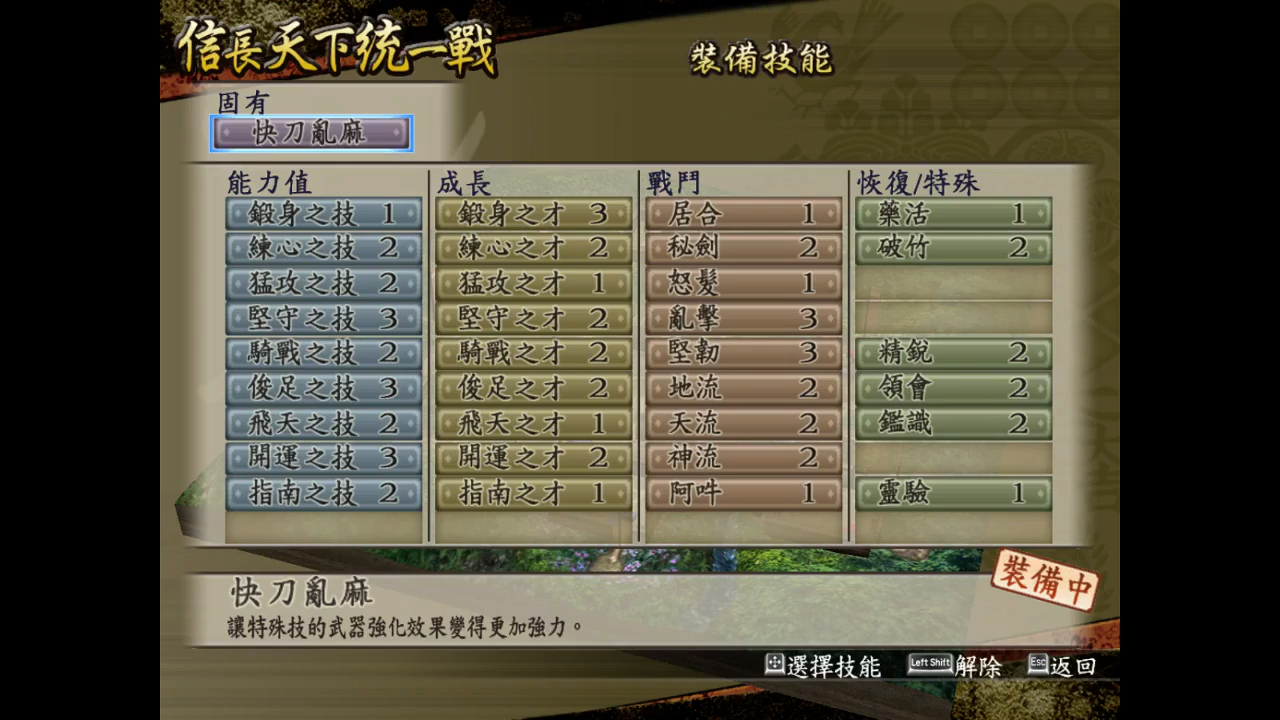 信長天下統一戰
裝備技能
固有
快刀亂麻
能力值 成長 戰鬥 恢復/特殊
鍛身之技 1 鍛身之才 3 居合 1 藥活 1
練心之技 2 練心之才 2 秘劍 2 破竹 2
猛攻之技 2 猛攻之才 1 怒髮 1
堅守之技 3 堅守之才 2 亂擊 3
騎戰之技 2 騎戰之才 2 堅韌 3 精銳 2
俊足之技 3 俊足之才 2 地流 2 領會 2
飛天之技 2 飛天之才 1 天流 2 鑑識 2
開運之技 3 開運之才 2 神流 2
指南之技 2 指南之才 1 阿吽 1 靈驗 1
裝備中
快刀亂麻
讓特殊技的武器強化效果變得更加強力。
選擇技能 Left Shift 解除 Esc 返回